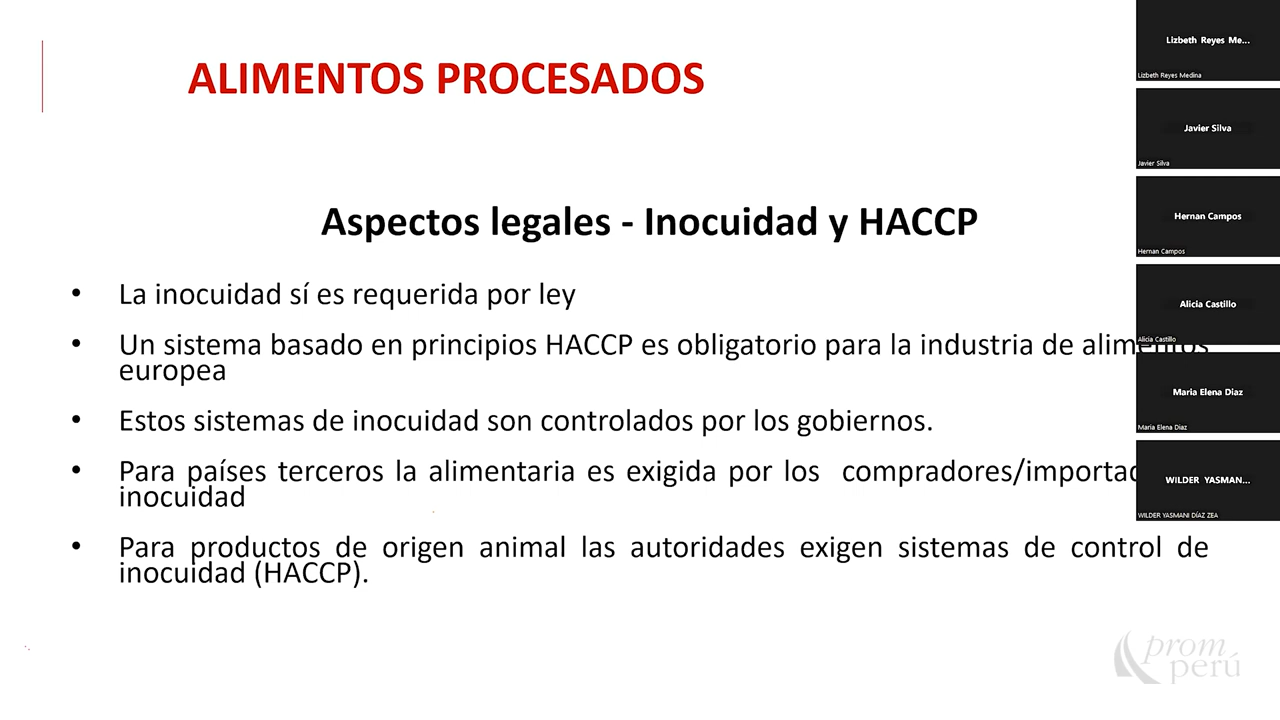 ALIMENTOS PROCESADOS
Aspectos legales - Inocuidad y HACCP
• La inocuidad sí es requerida por ley
• Un sistema basado en principios HACCP es obligatorio para la industria de alimentos
europea
• Estos sistemas de inocuidad son controlados por los gobiernos.
• Para países terceros la alimentaria es exigida por los compradores/importad
inocuidad
• Para productos de origen animal las autoridades exigen sistemas de control de
inocuidad (HACCP).
prom
perú
Lizbeth Reyes Me...
Lizbeth Reyes Medina
Javier Silva
Javier Silva
Hernan Campos
Hernan Campos
Alicia Castillo
Alicia Castillo
Maria Elena Diaz
Maria Elena Diaz
WILDER YASMAN...
WILDER YASMANI DÍAZ ZEA